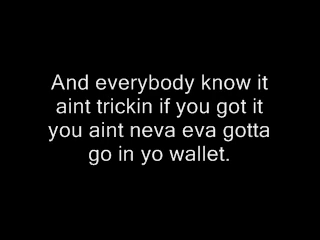 And everybody know it
aint trickin if you got it
you aint neva eva gotta
go in yo wallet.